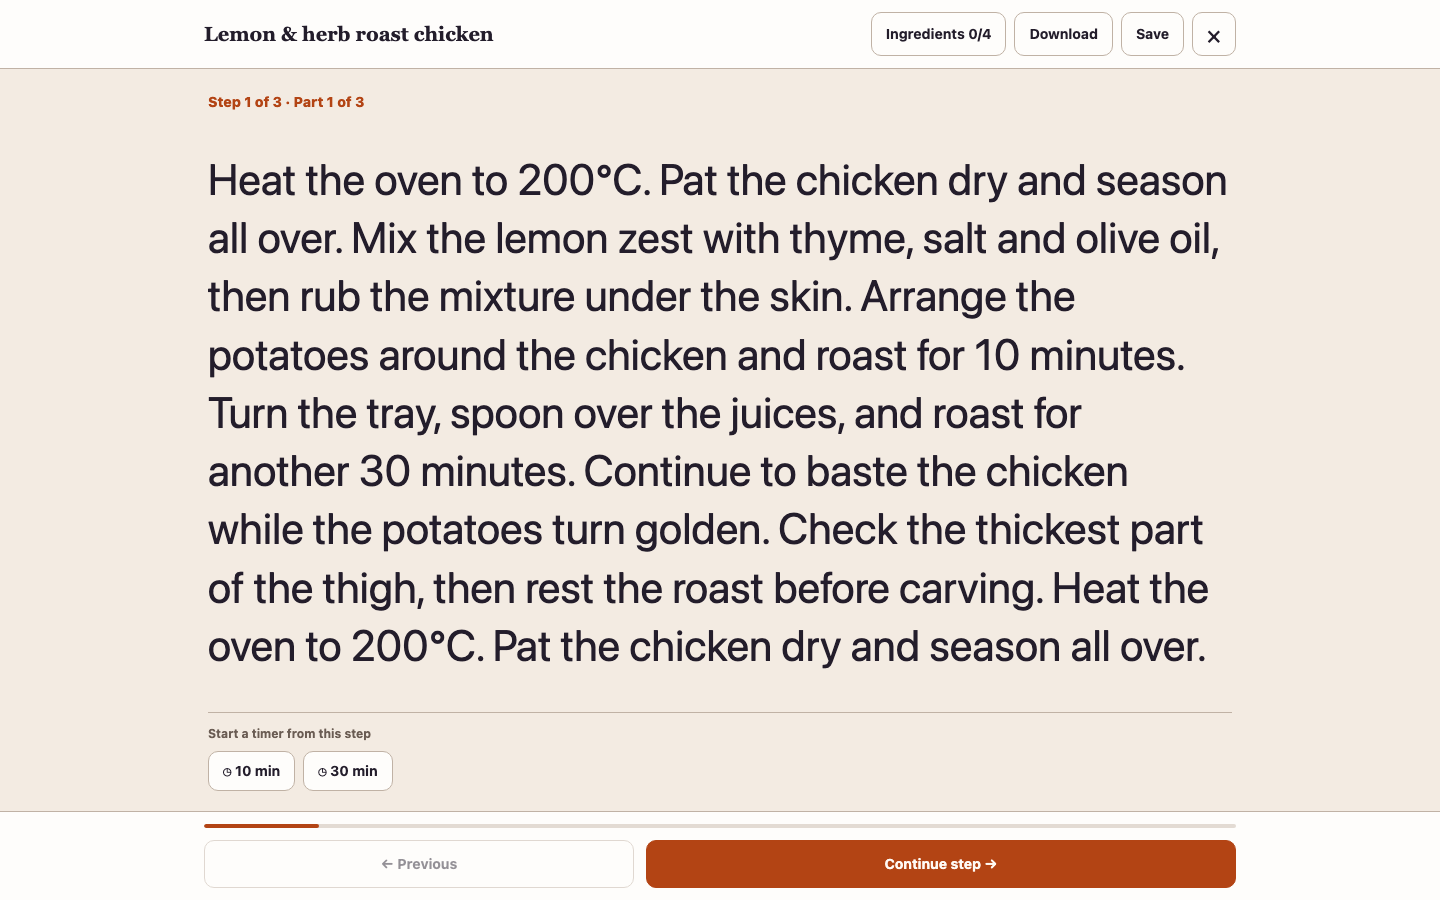 Lemon & herb roast chicken
Ingredients 0/4
Download
Save
×
Step 1 of 3 · Part 1 of 3
Heat the oven to 200°C. Pat the chicken dry and season
all over. Mix the lemon zest with thyme, salt and olive oil,
then rub the mixture under the skin. Arrange the
potatoes around the chicken and roast for 10 minutes.
Turn the tray, spoon over the juices, and roast for
another 30 minutes. Continue to baste the chicken
while the potatoes turn golden. Check the thickest part
of the thigh, then rest the roast before carving. Heat the
oven to 200°C. Pat the chicken dry and season all over.
Start a timer from this step
◷ 10 min
◷ 30 min
← Previous
Continue step →